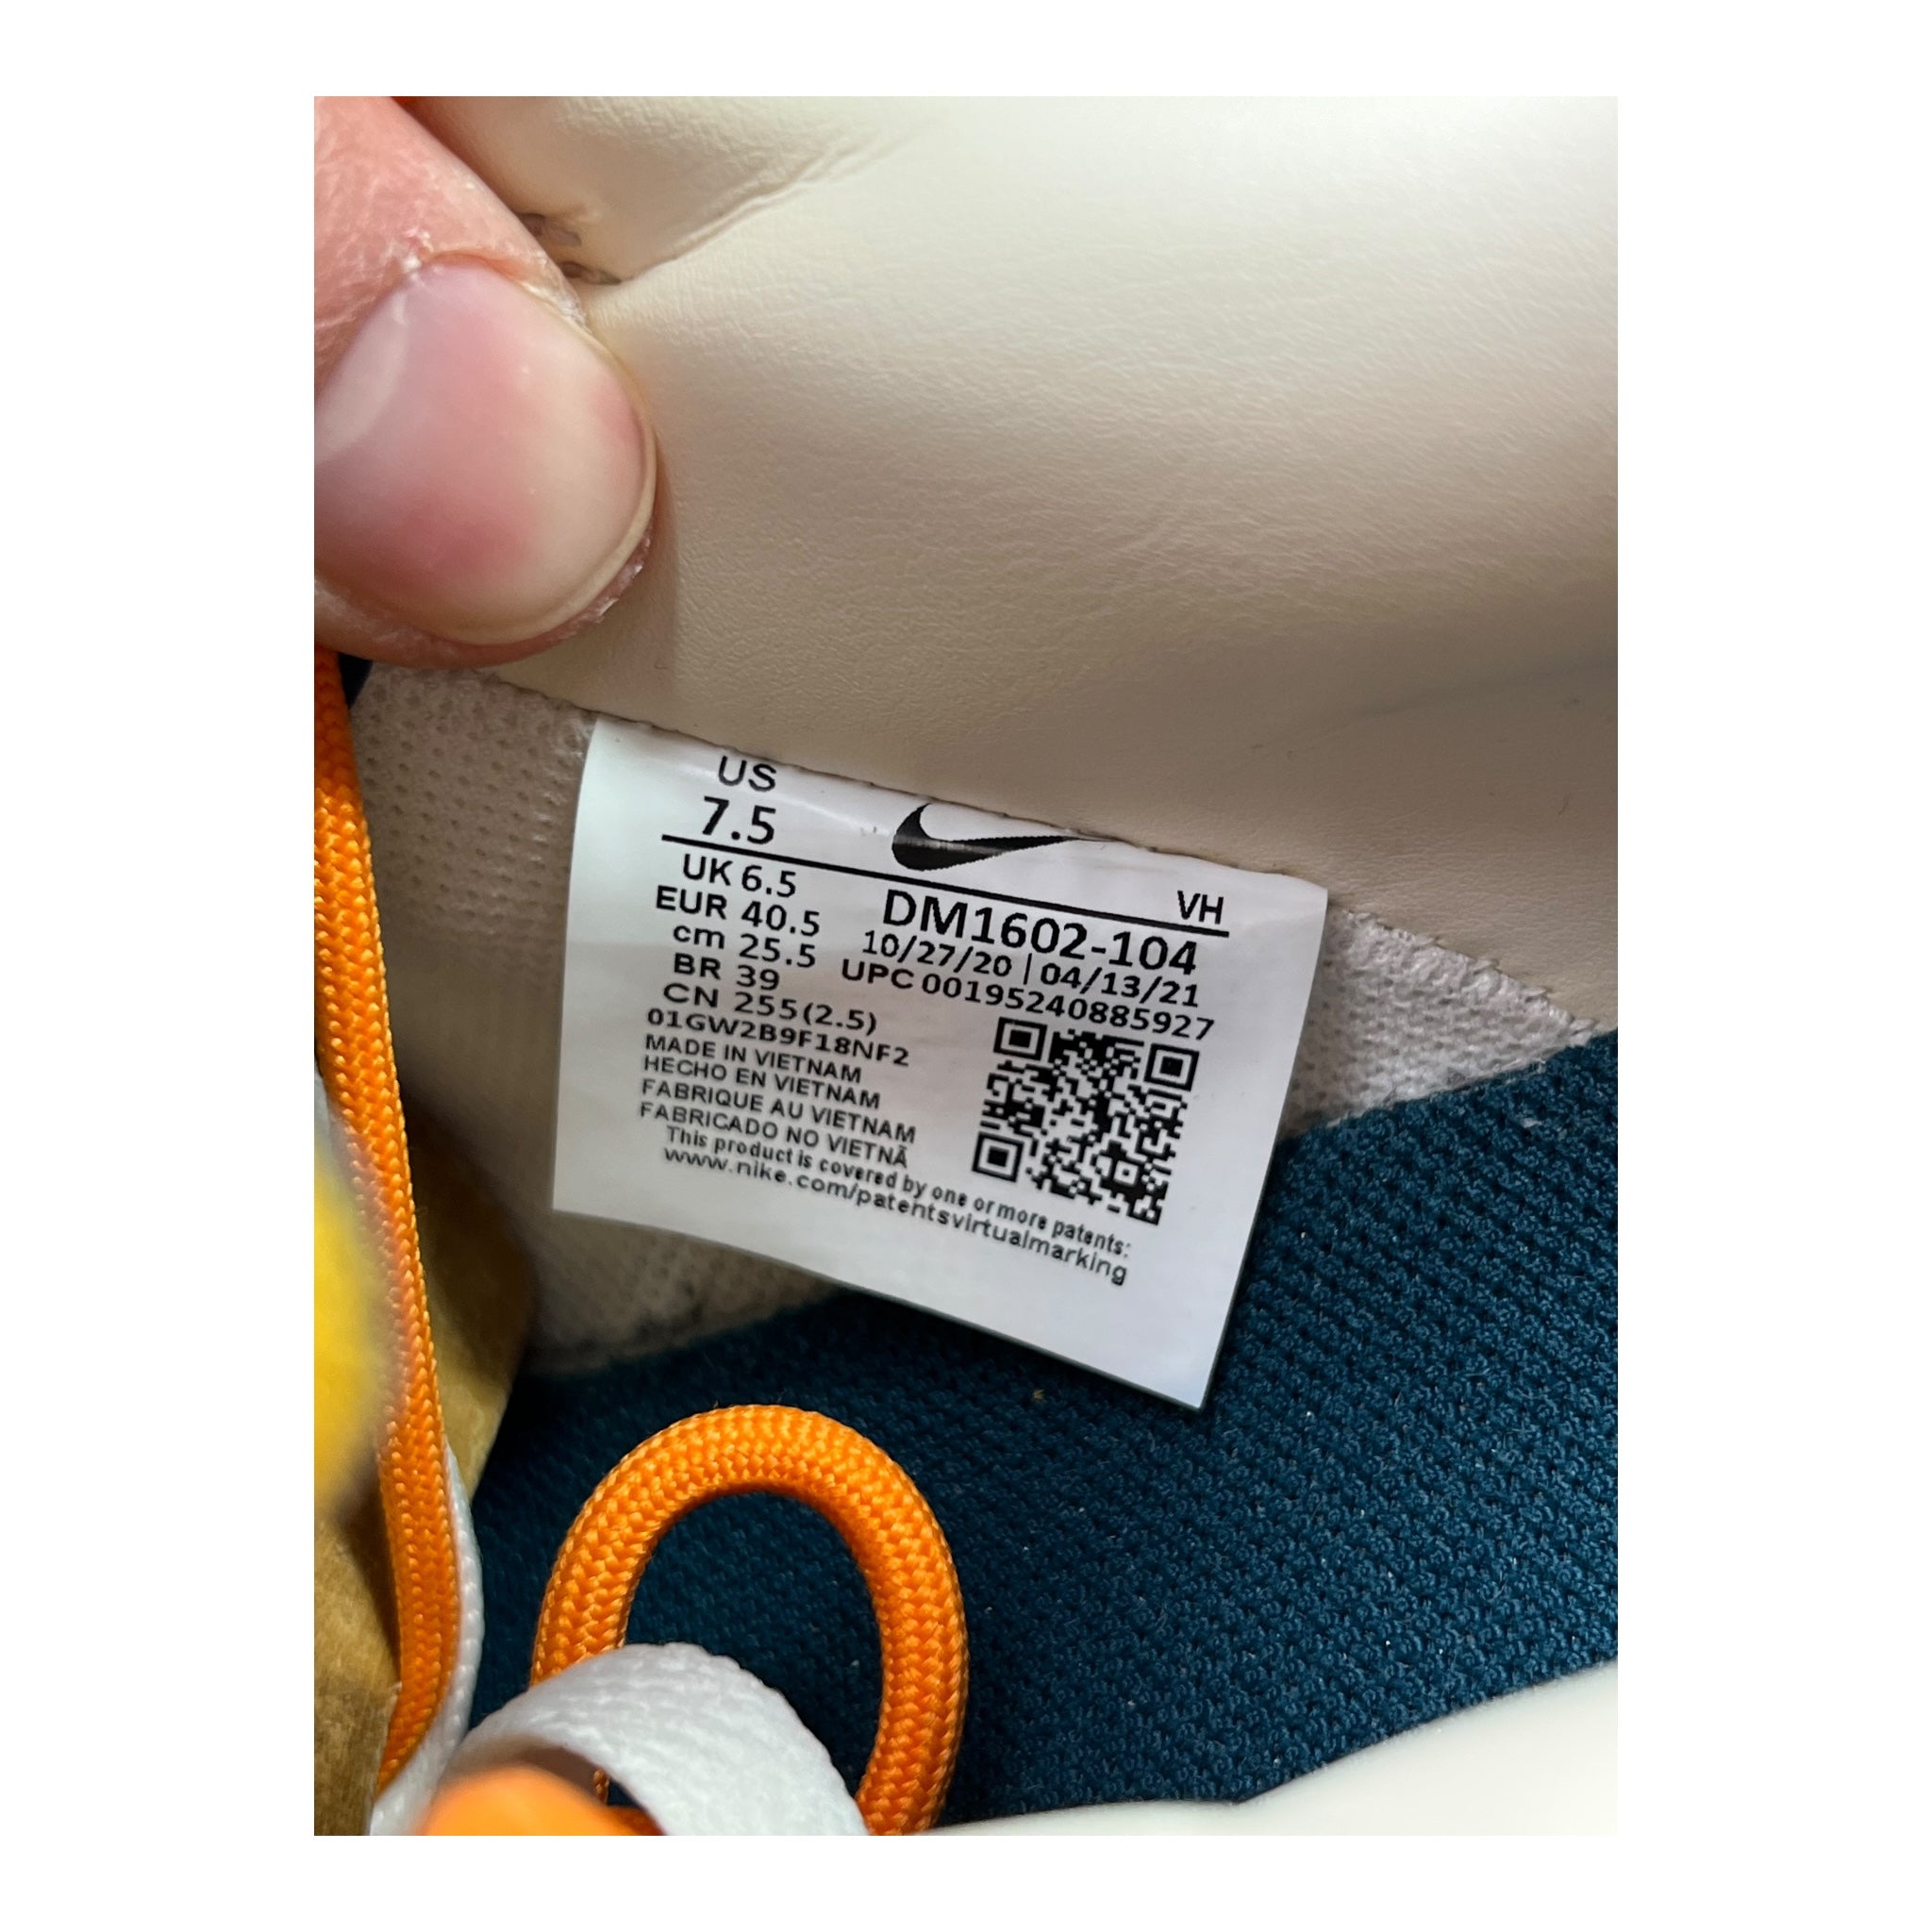 US
7.5
VH
UK 6.5
EUR 40.5
cm 25.5
BR 39
CN 255(2.5)
01GW2B9F18NF2
DM1602-104
10/27/20 | 04/13/21
UPC 00195240885927
MADE IN VIETNAM
HECHO EN VIETNAM
FABRIQUE AU VIETNAM
FABRICADO NO VIETNÃ
This product is covered by one or more patents:
www.nike.com/patentsvirtualmarking